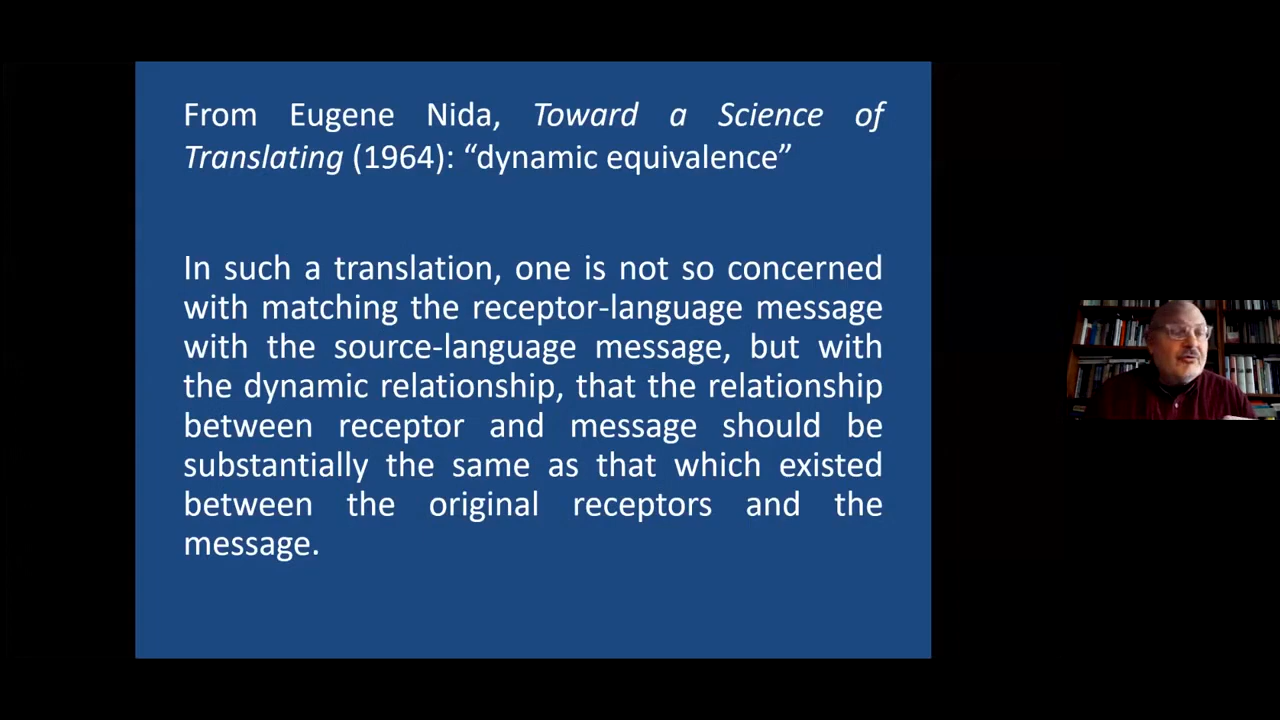 From Eugene Nida, Toward a Science of
Translating (1964): “dynamic equivalence”
In such a translation, one is not so concerned
with matching the receptor-language message
with the source-language message, but with
the dynamic relationship, that the relationship
between receptor and message should be
substantially the same as that which existed
between the original receptors and the
message.